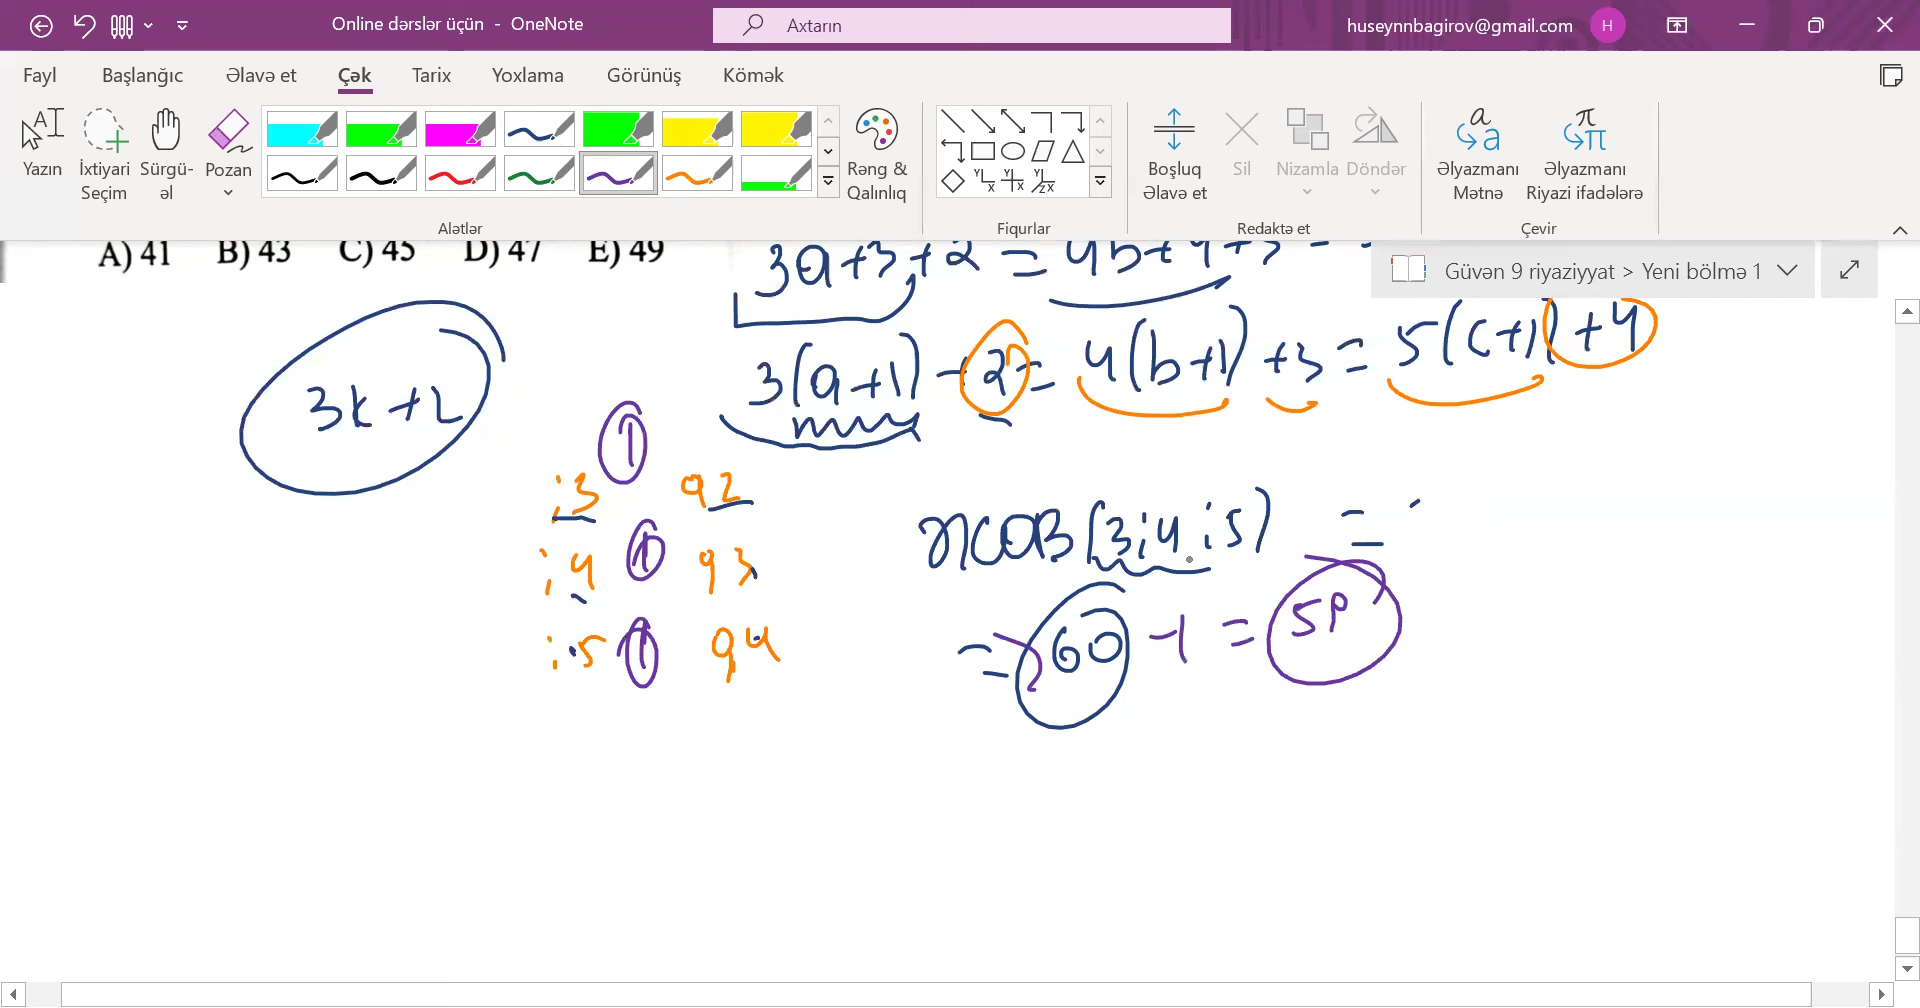 Online dərslər üçün - OneNote
Axtarın
huseynnbagirov@gmail.com
H
Fayl Başlanğıc Əlavə et Çək Tarix Yoxlama Görünüş Kömək
Yazın
İxtiyari Seçim
Sürgü-əl
Pozan
Rəng & Qalınlıq
Boşluq Əlavə et
Sil
Nizamla
Döndər
Əlyazmanı Mətnə
Əlyazmanı Riyazi ifadələrə
Alətlər Fiqurlar Redaktə et Çevir
Güvən 9 riyaziyyat > Yeni bölmə 1
A) 41 B) 43 C) 45 D) 47 E) 49
3a+3+2 = 4b+4+3 =
3(a+1)+2 = 4(b+1)+3 = 5(c+1)+4
3k+2
1
:3 q2
:4 1 q3
:5 1 q4
(3;4;5) =
= 60 -1 = 59